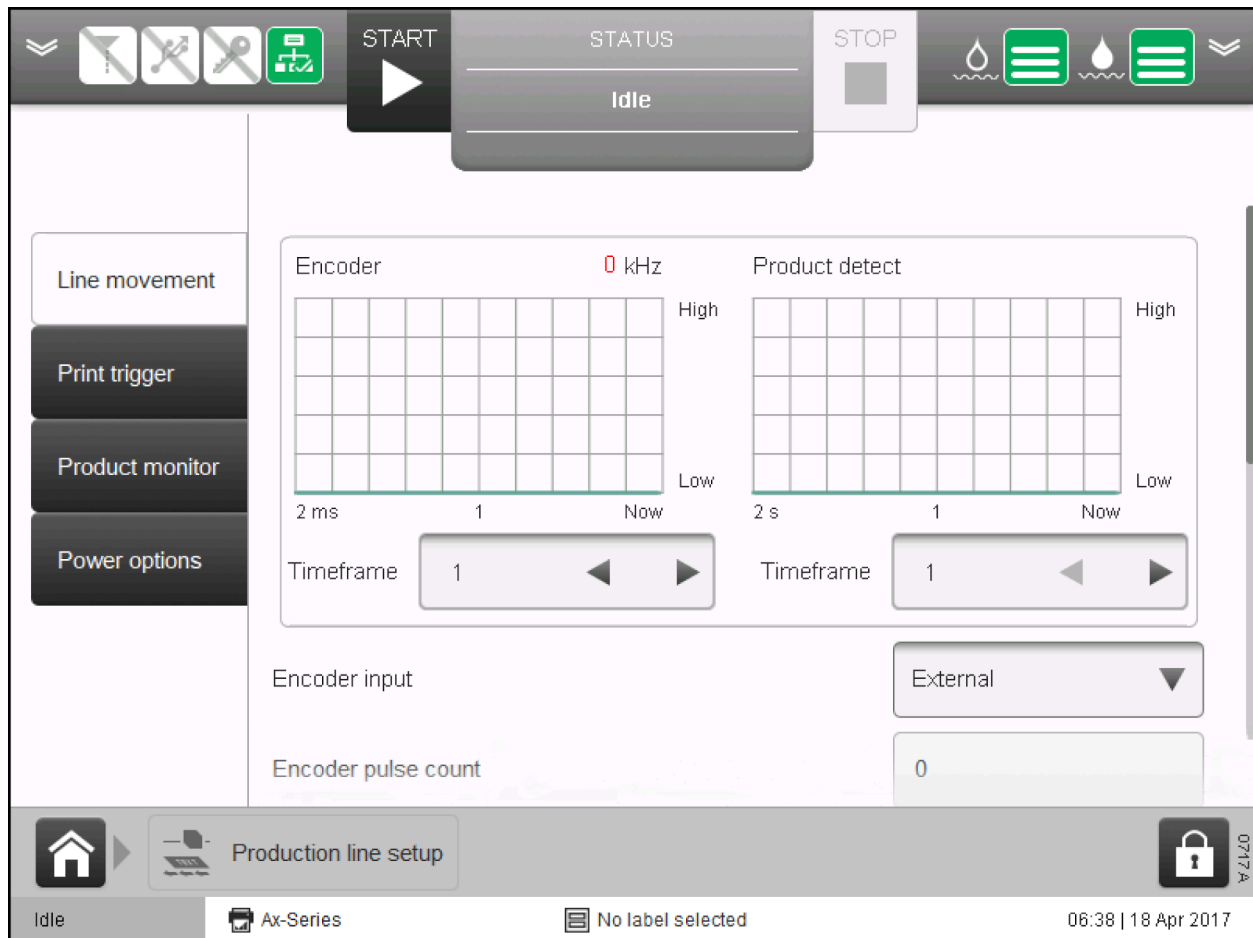 START
STATUS
Idle
STOP
Line movement
Print trigger
Product monitor
Power options
Encoder 0 kHz
High
Low
2 ms 1 Now
Timeframe 1
Product detect
High
Low
2 s 1 Now
Timeframe 1
Encoder input External
Encoder pulse count 0
TEXT
Production line setup
0717 A
Idle
Ax-Series
No label selected
06:38 | 18 Apr 2017